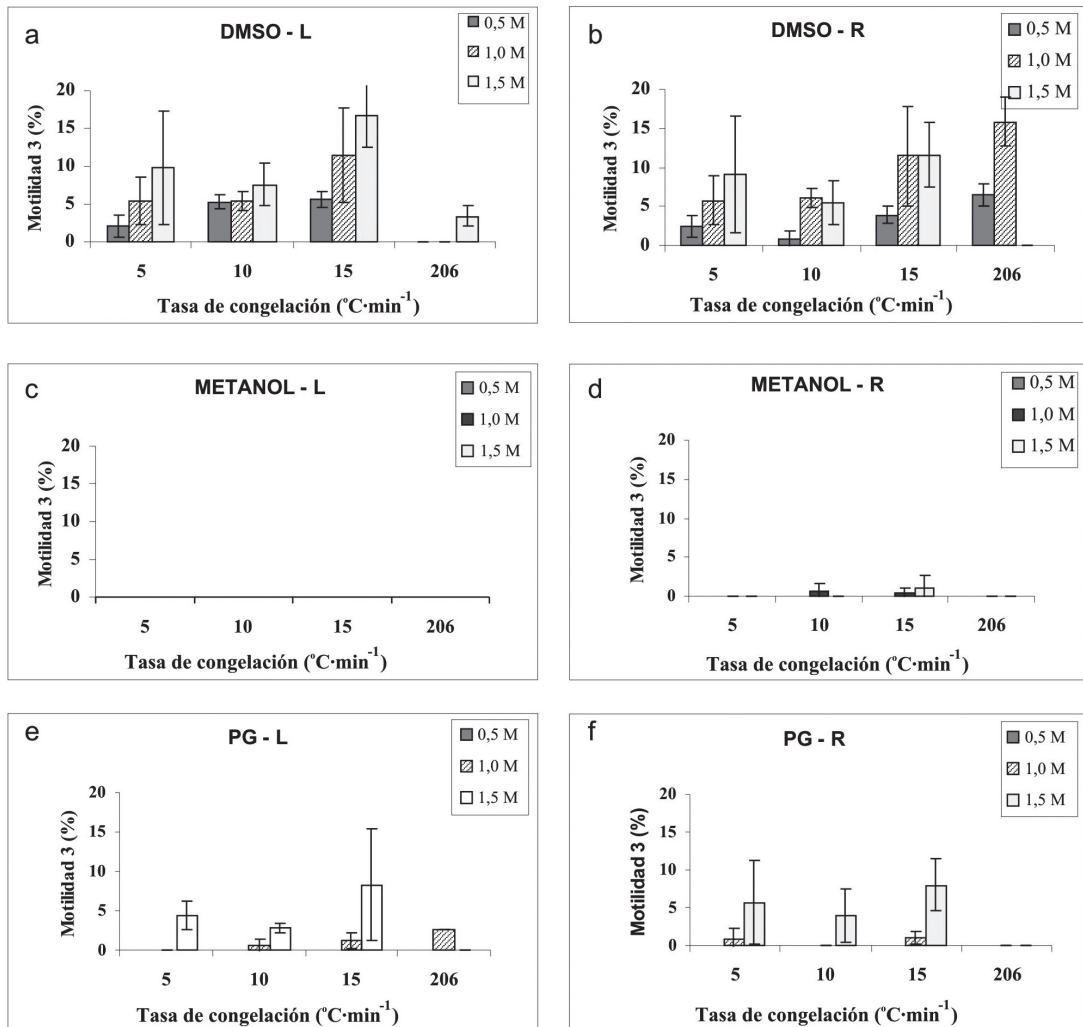 a
DMSO - L
0,5 M
1,0 M
1,5 M
Motilidad 3 (%)
20
15
10
5
0
5 10 15 206
Tasa de congelación (°C·min⁻¹)
b
DMSO - R
0,5 M
1,0 M
1,5 M
Motilidad 3 (%)
20
15
10
5
0
5 10 15 206
Tasa de congelación (°C·min⁻¹)
c
METANOL - L
0,5 M
1,0 M
1,5 M
Motilidad 3 (%)
20
15
10
5
0
5 10 15 206
Tasa de congelación (°C·min⁻¹)
d
METANOL - R
0,5 M
1,0 M
1,5 M
Motilidad 3 (%)
20
15
10
5
0
5 10 15 206
Tasa de congelación (°C·min⁻¹)
e
PG - L
0,5 M
1,0 M
1,5 M
Motilidad 3 (%)
20
15
10
5
0
5 10 15 206
Tasa de congelación (°C·min⁻¹)
f
PG - R
0,5 M
1,0 M
1,5 M
Motilidad 3 (%)
20
15
10
5
0
5 10 15 206
Tasa de congelación (°C·min⁻¹)